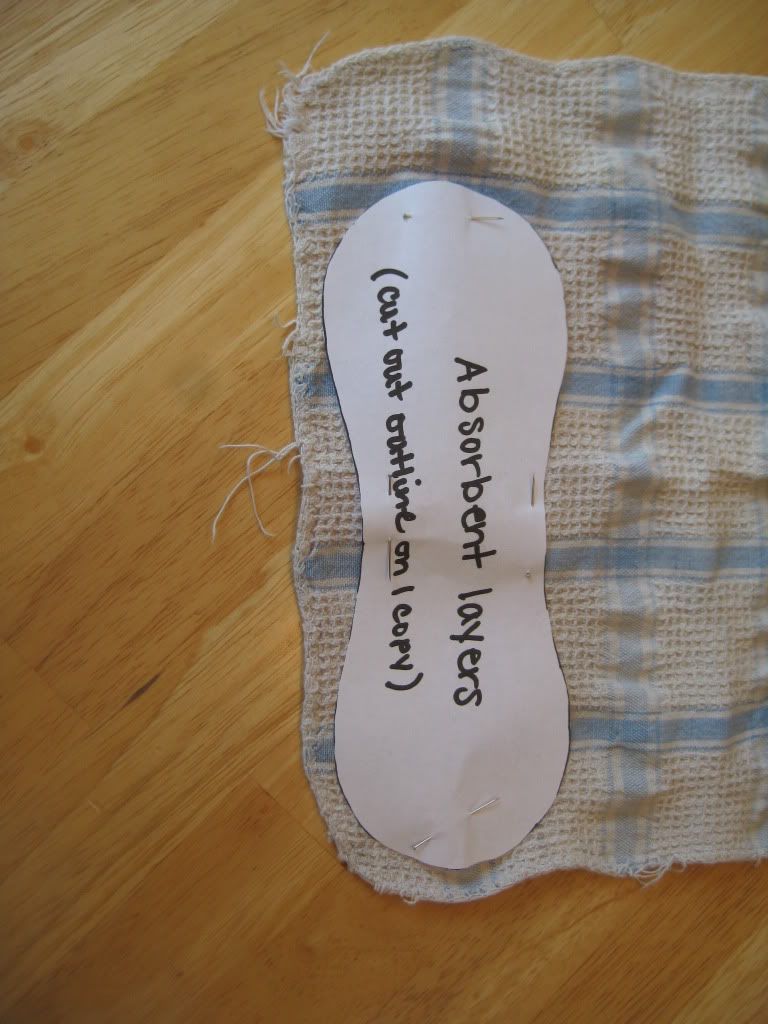 Absorbent layers
(cut out outline on 1 copy)